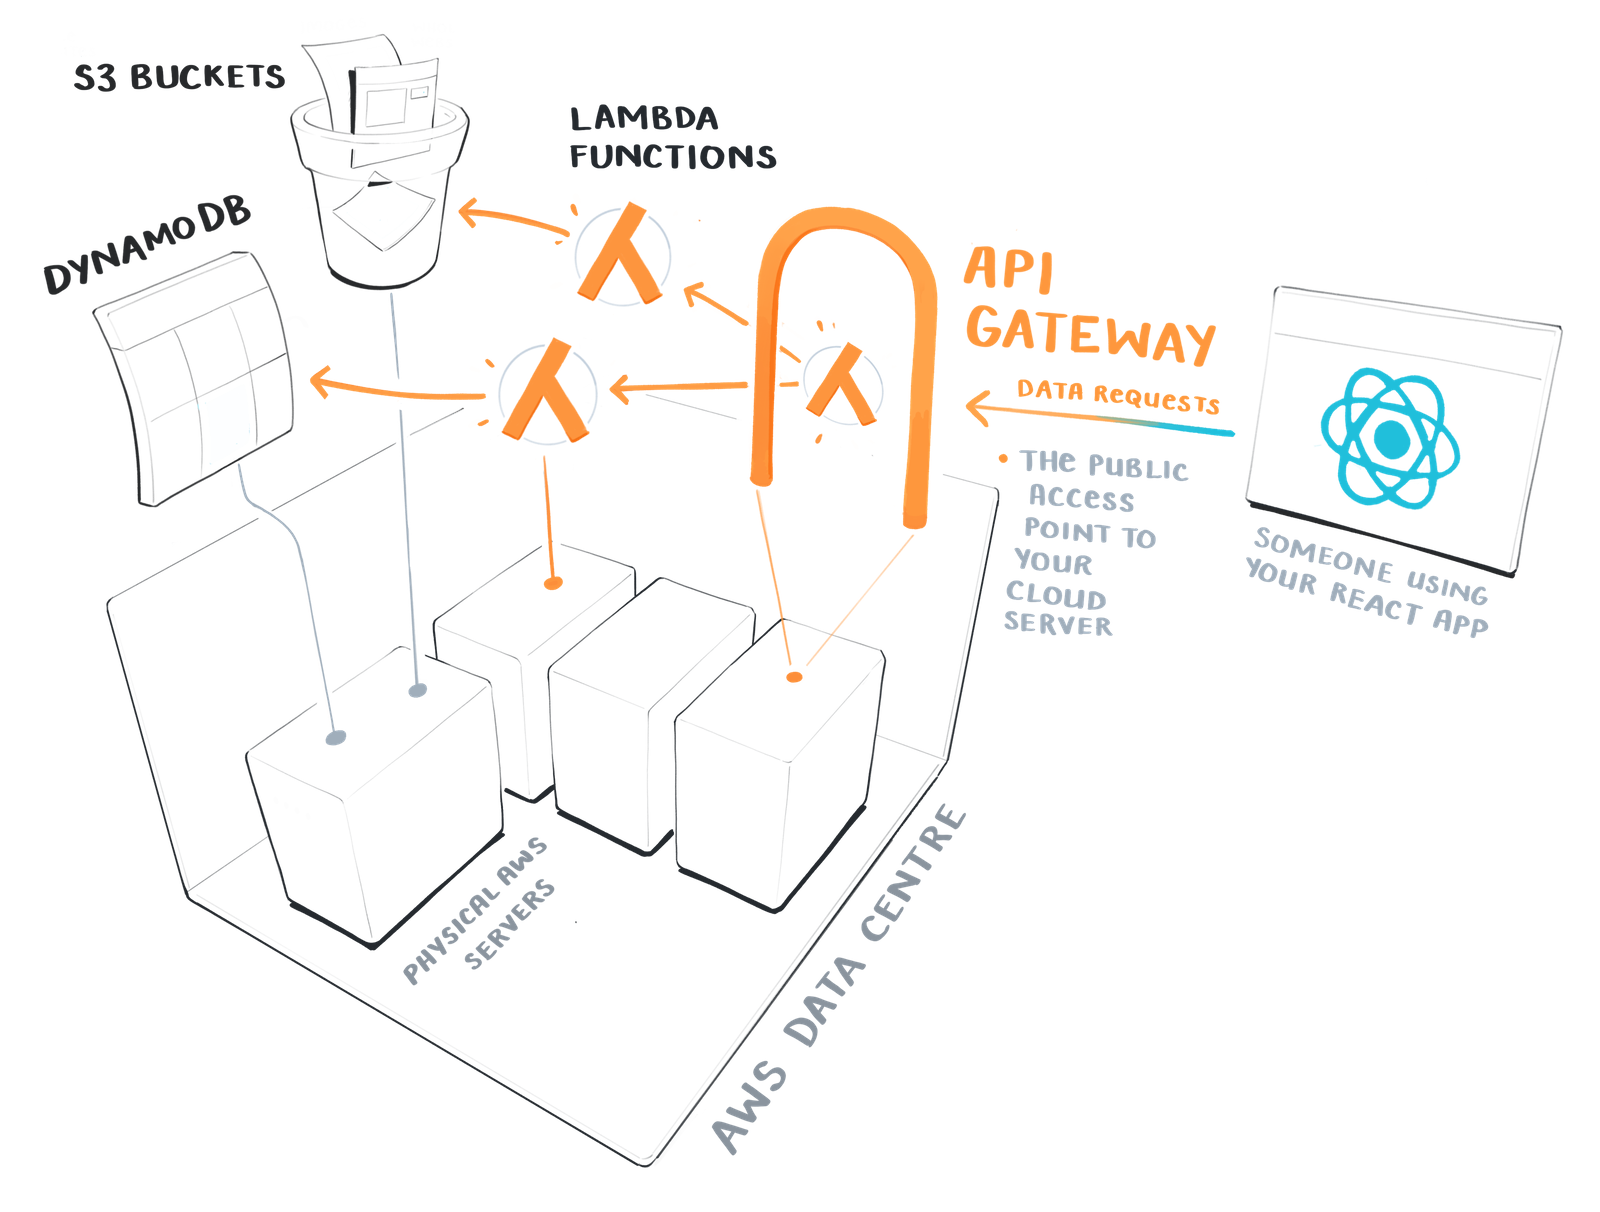 S3 BUCKETS
LAMBDA
FUNCTIONS
DYNAMODB
API
GATEWAY
DATA REQUESTS
• THE PUBLIC
ACCESS
POINT TO
YOUR
CLOUD
SERVER
SOMEONE USING
YOUR REACT APP
PHYSICAL AWS
SERVERS
AWS DATA CENTRE